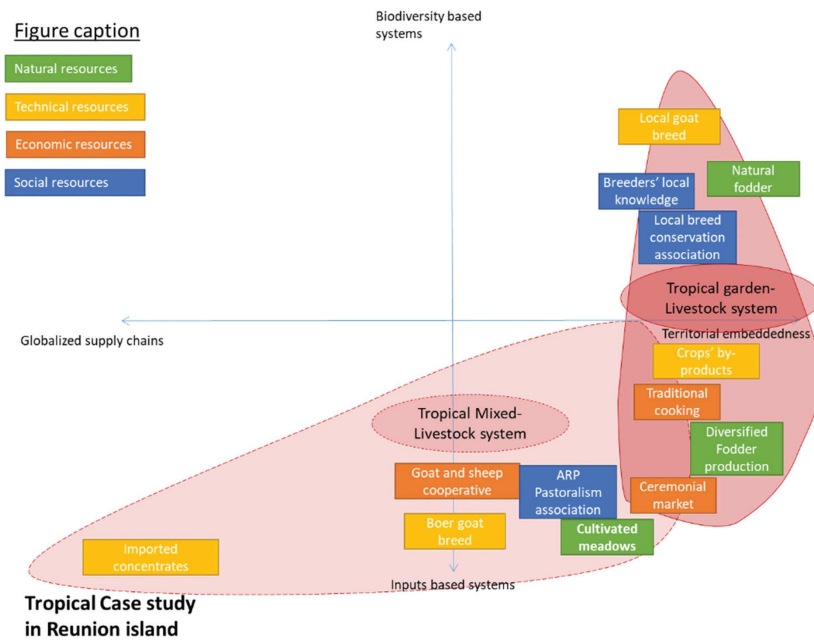 Figure caption
Natural resources
Technical resources
Economic resources
Social resources
Biodiversity based
systems
Local goat
breed
Breeders' local
knowledge
Natural
fodder
Local breed
conservation
association
Tropical garden-
Livestock system
Globalized supply chains
Territorial embeddedness
Crops' by-
products
Traditional
cooking
Tropical Mixed-
Livestock system
Diversified
Fodder
production
Goat and sheep
cooperative
ARP
Pastoralism
association
Ceremonial
market
Boer goat
breed
Cultivated
meadows
Imported
concentrates
Inputs based systems
Tropical Case study
in Reunion island